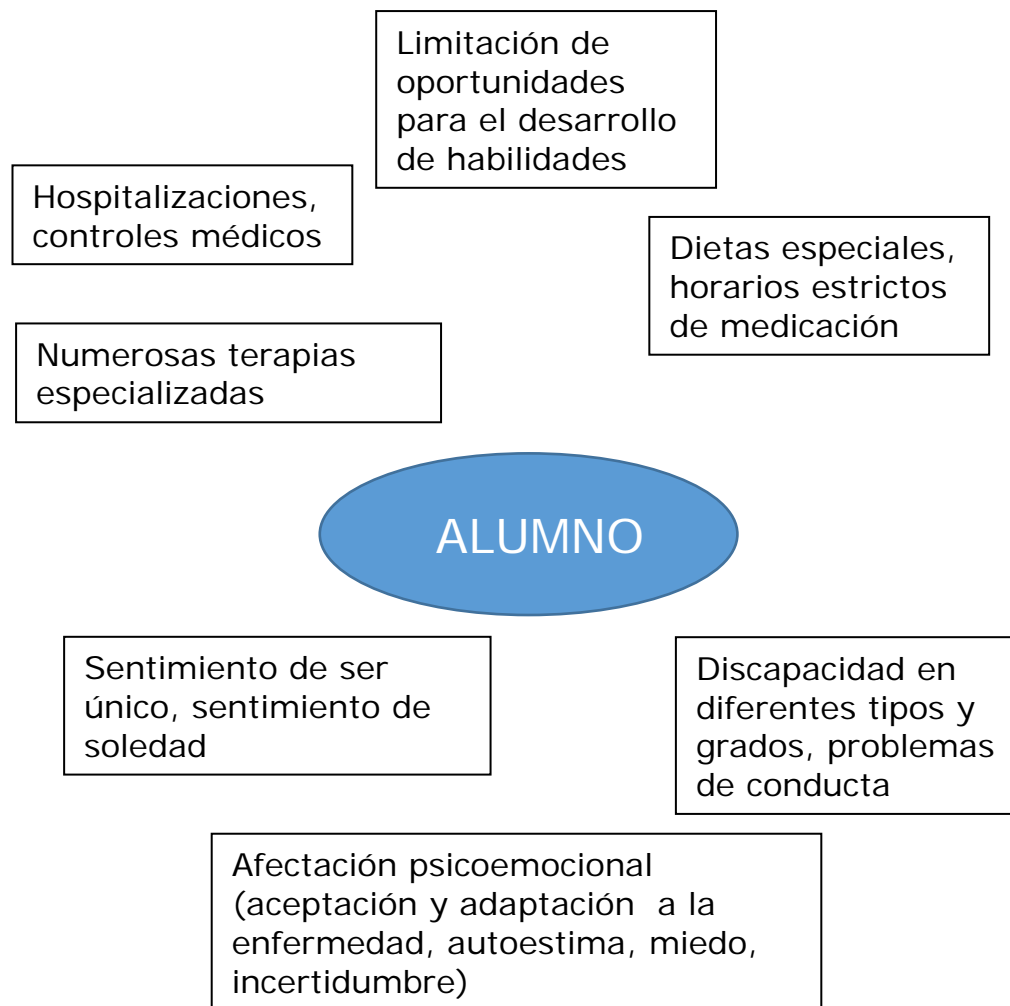 Limitación de
oportunidades
para el desarrollo
de habilidades
Hospitalizaciones,
controles médicos
Dietas especiales,
horarios estrictos
de medicación
Numerosas terapias
especializadas
ALUMNO
Sentimiento de ser
único, sentimiento de
soledad
Discapacidad en
diferentes tipos y
grados, problemas
de conducta
Afectación psicoemocional
(aceptación y adaptación a la
enfermedad, autoestima, miedo,
incertidumbre)